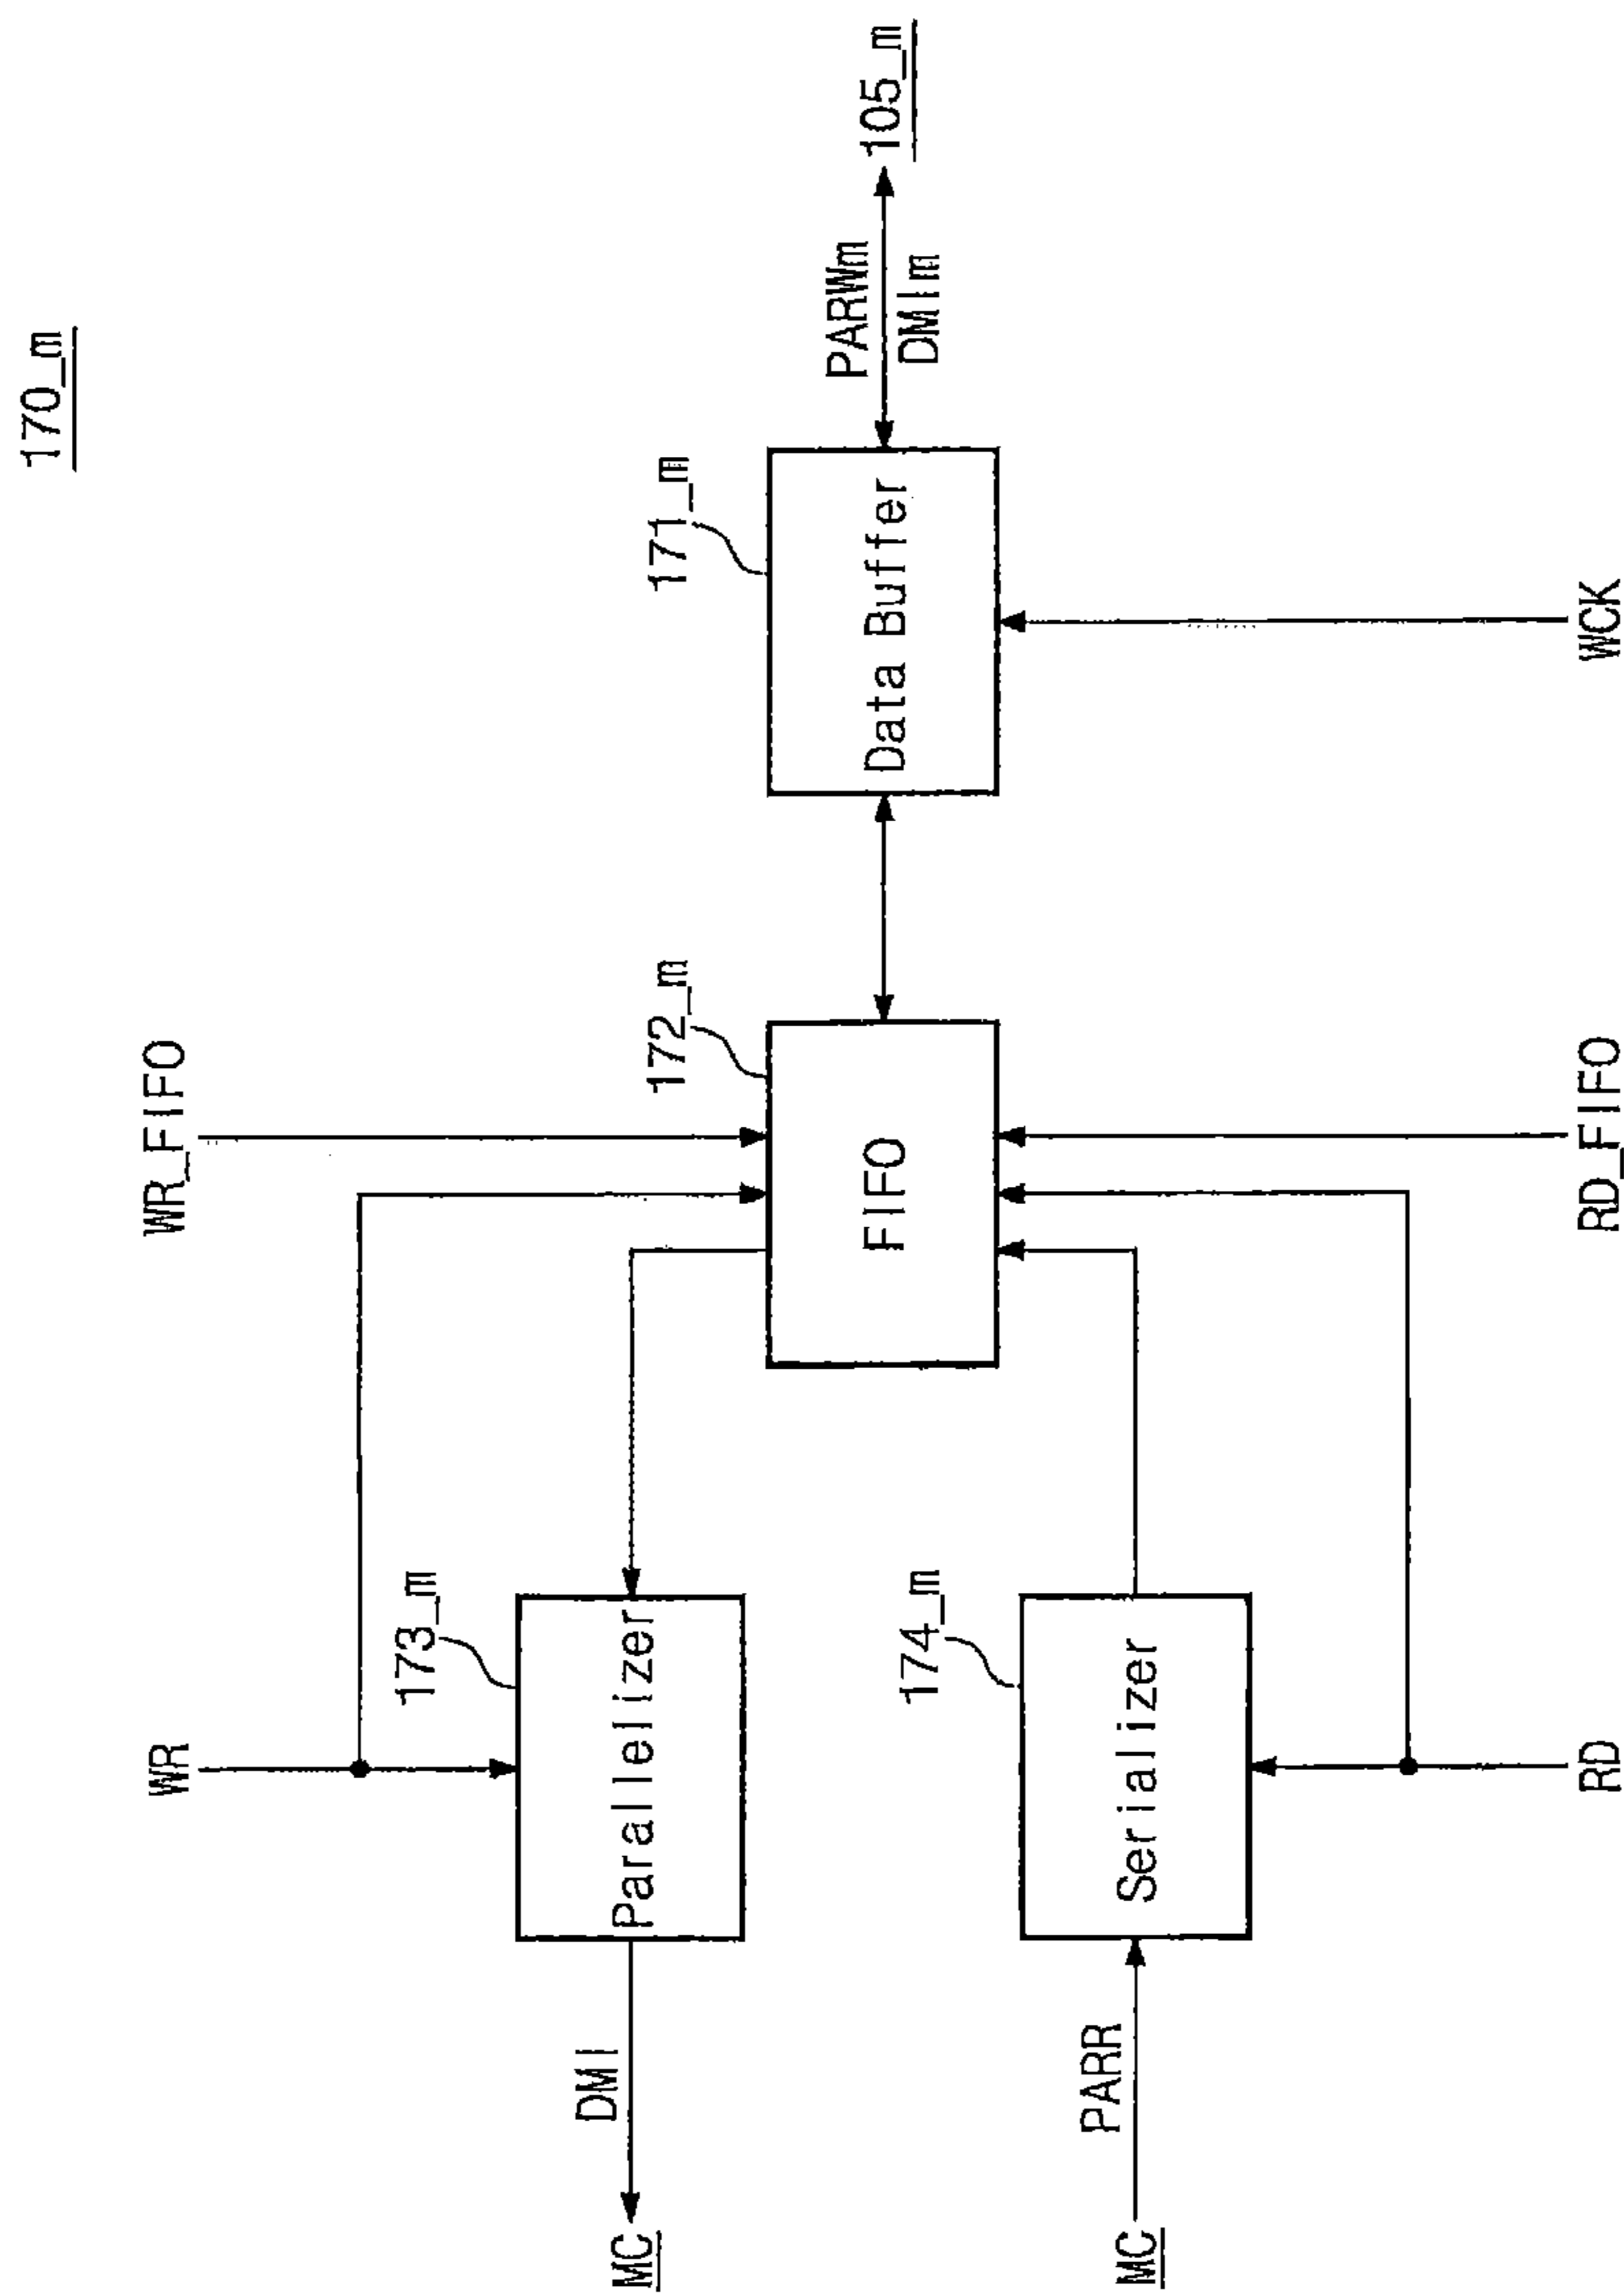 170_m
WR
WR_FIFO
173_m
172_m
171_m
MC
DMI
Parallelizer
FIFO
Data Buffer
PARWm
DMIm
105_m
174_m
MC
PARR
Serializer
RD
RD_FIFO
WCK